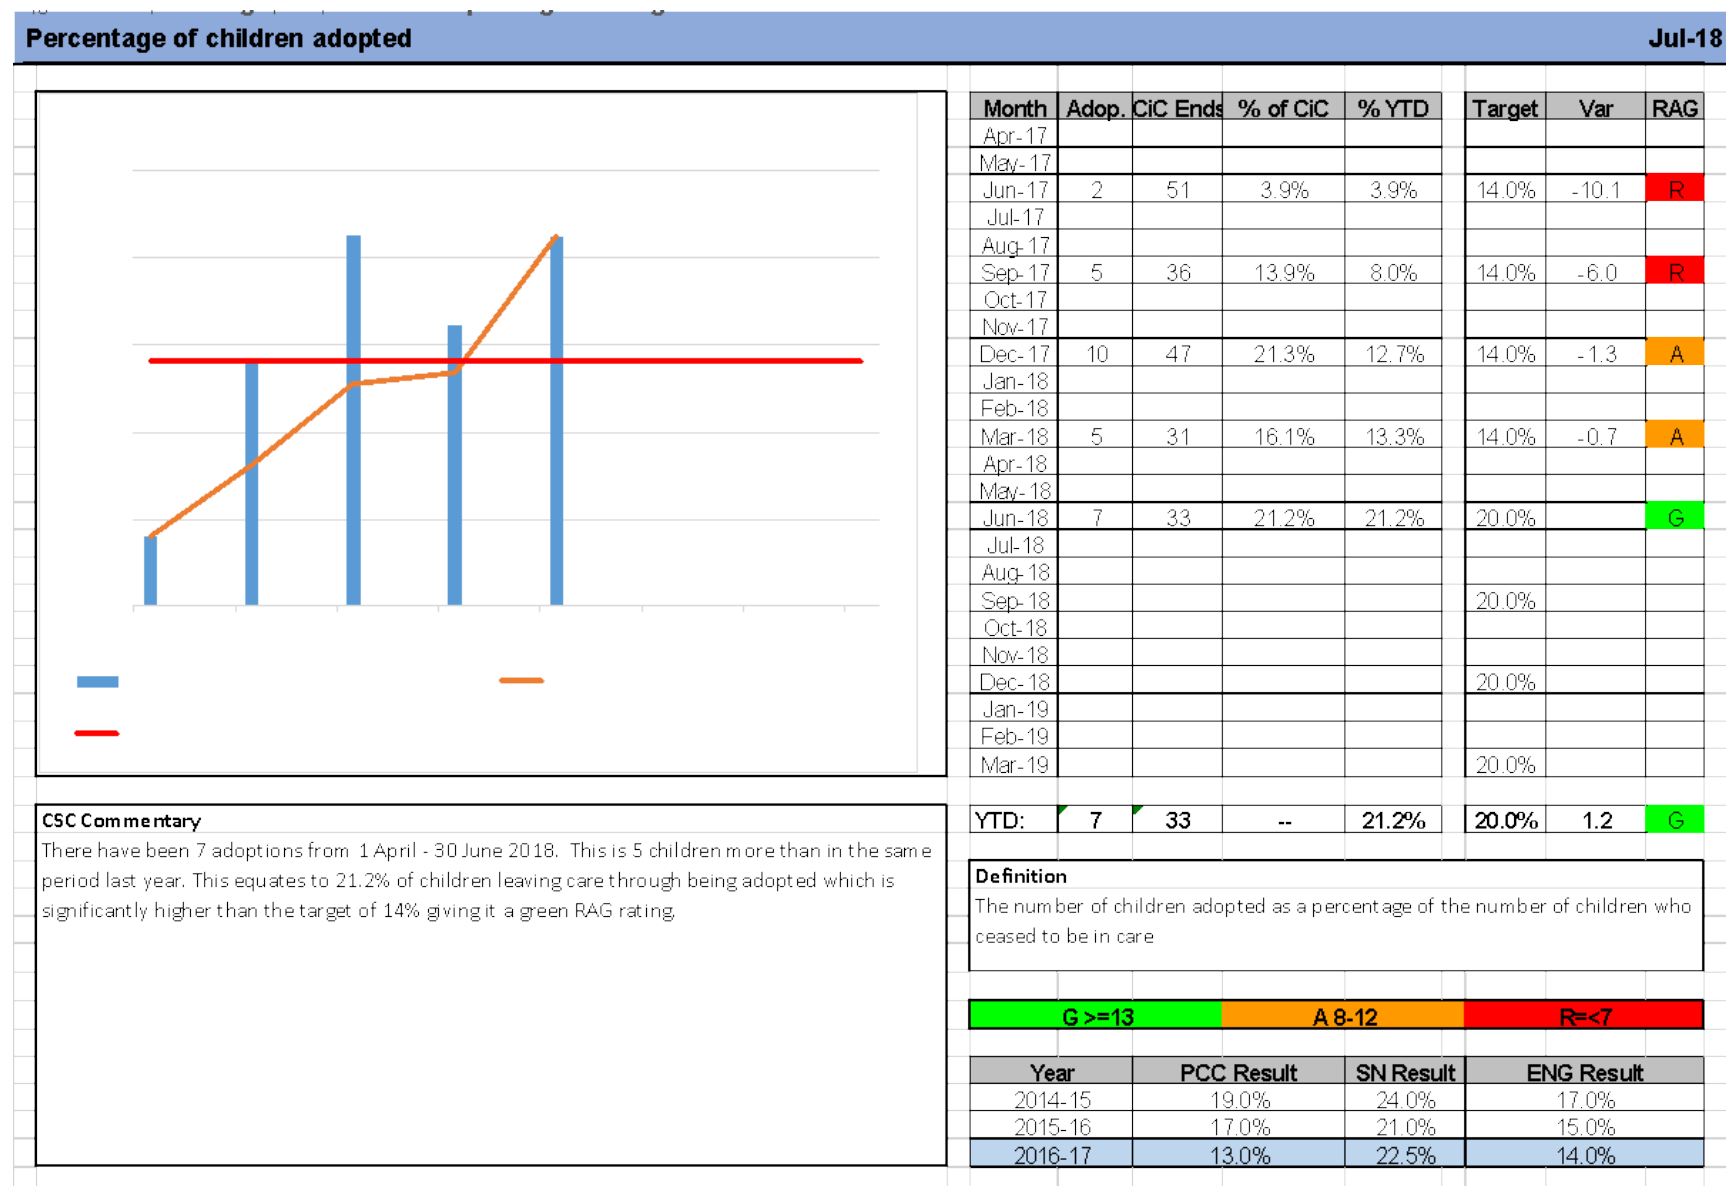 Percentage of children adopted Jul-18
Month Adop. CiC Ends % of CiC % YTD Target Var RAG
Apr-17
May-17
Jun-17 2 51 3.9% 3.9% 14.0% -10.1 R
Jul-17
Aug-17
Sep-17 5 36 13.9% 8.0% 14.0% -6.0 R
Oct-17
Nov-17
Dec-17 10 47 21.3% 12.7% 14.0% -1.3 A
Jan-18
Feb-18
Mar-18 5 31 16.1% 13.3% 14.0% -0.7 A
Apr-18
May-18
Jun-18 7 33 21.2% 21.2% 20.0% G
Jul-18
Aug-18
Sep-18 20.0%
Oct-18
Nov-18
Dec-18 20.0%
Jan-19
Feb-19
Mar-19 20.0%
YTD: 7 33 -- 21.2% 20.0% 1.2 G
CSC Commentary
There have been 7 adoptions from 1 April - 30 June 2018. This is 5 children more than in the same
period last year. This equates to 21.2% of children leaving care through being adopted which is
significantly higher than the target of 14% giving it a green RAG rating.
Definition
The number of children adopted as a percentage of the number of children who
ceased to be in care
G >=13 A 8-12 R=<7
Year PCC Result SN Result ENG Result
2014-15 19.0% 24.0% 17.0%
2015-16 17.0% 21.0% 15.0%
2016-17 13.0% 22.5% 14.0%